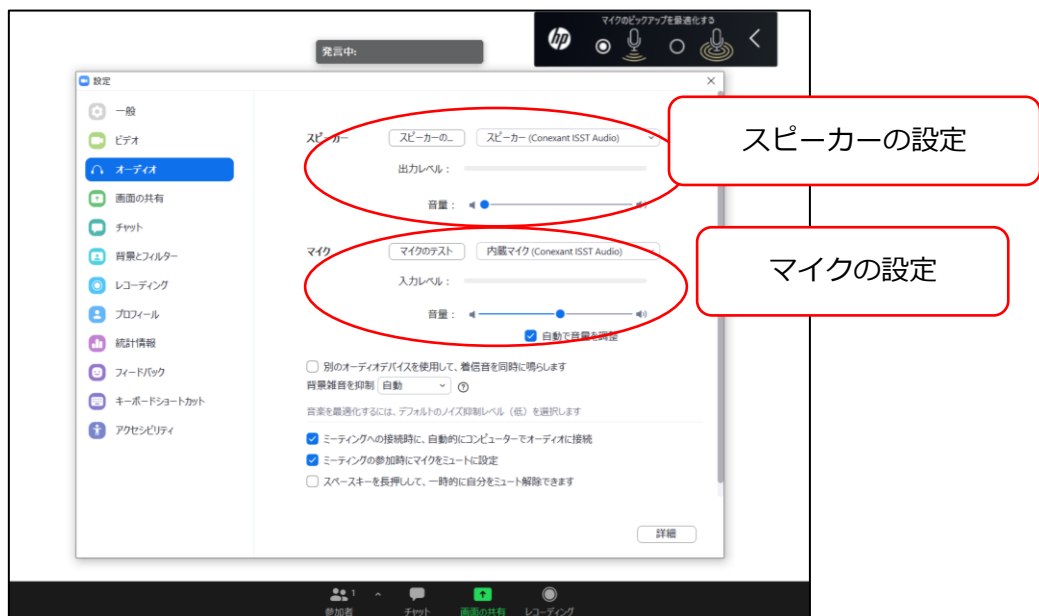 マイクのピックアップを最適化する
hp
発言中:
設定
一般
ビデオ
オーディオ
画面の共有
チャット
背景とフィルター
レコーディング
プロフィール
統計情報
フィードバック
キーボードショートカット
アクセシビリティ
スピーカー スピーカーの... スピーカー (Conexant ISST Audio)
出力レベル：
音量：
マイク マイクのテスト 内蔵マイク (Conexant ISST Audio)
入力レベル：
音量：
自動で音量を調整
別のオーディオデバイスを使用して、着信音を同時に鳴らします
背景雑音を抑制 自動
音楽を最適化するには、デフォルトのノイズ抑制レベル（低）を選択します
ミーティングへの接続時に、自動的にコンピューターでオーディオに接続
ミーティングの参加時にマイクをミュートに設定
スペースキーを長押しして、一時的に自分をミュート解除できます
詳細
スピーカーの設定
マイクの設定
1
参加者 チャット 画面の共有 レコーディング